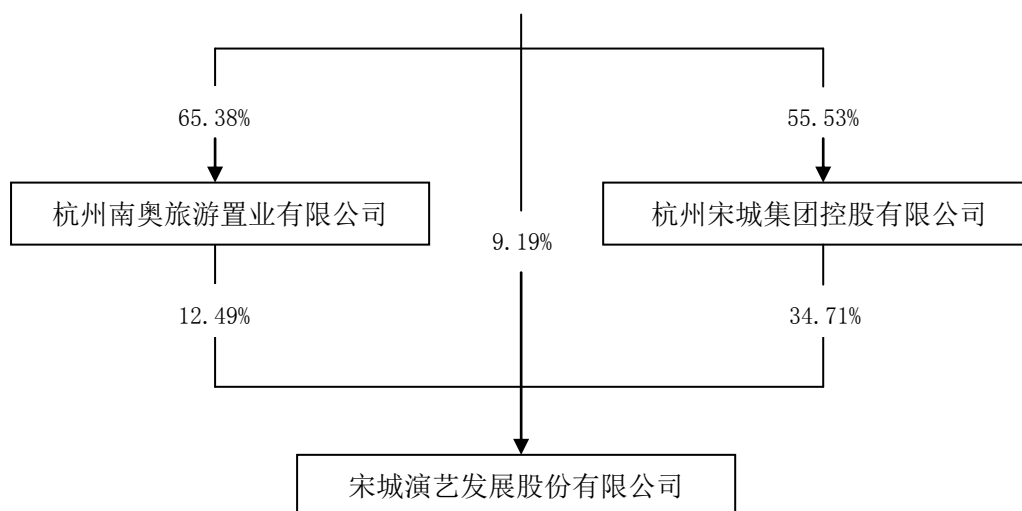 65.38%
55.53%
杭州南奥旅游置业有限公司
杭州宋城集团控股有限公司
9.19%
12.49%
34.71%
宋城演艺发展股份有限公司